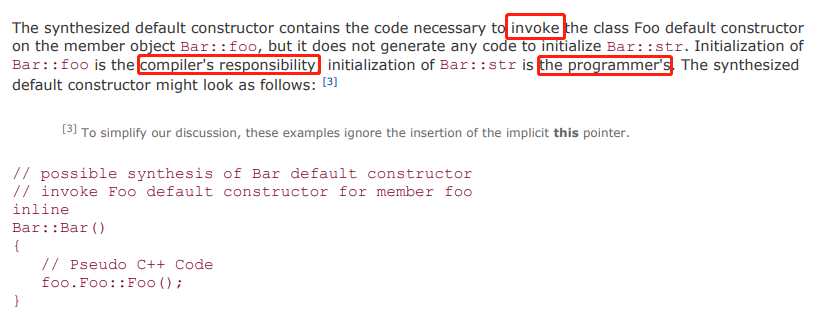 The synthesized default constructor contains the code necessary to invoke the class Foo default constructor
on the member object Bar::foo, but it does not generate any code to initialize Bar::str. Initialization of
Bar::foo is the compiler's responsibility initialization of Bar::str is the programmer's. The synthesized
default constructor might look as follows: [3]
[3] To simplify our discussion, these examples ignore the insertion of the implicit this pointer.
// possible synthesis of Bar default constructor
// invoke Foo default constructor for member foo
inline
Bar::Bar()
{
// Pseudo C++ Code
foo.Foo::Foo();
}